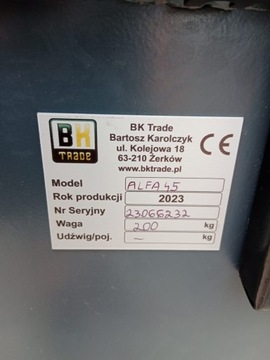 BK
TRADE
BK Trade
Bartosz Karolczyk
ul. Kolejowa 18
63-210 Żerków
www.bktrade.pl
CE
Model ALFA 45
Rok produkcji 2023
Nr Seryjny 23066232
Waga 200 kg
Udźwig/poj. — kg